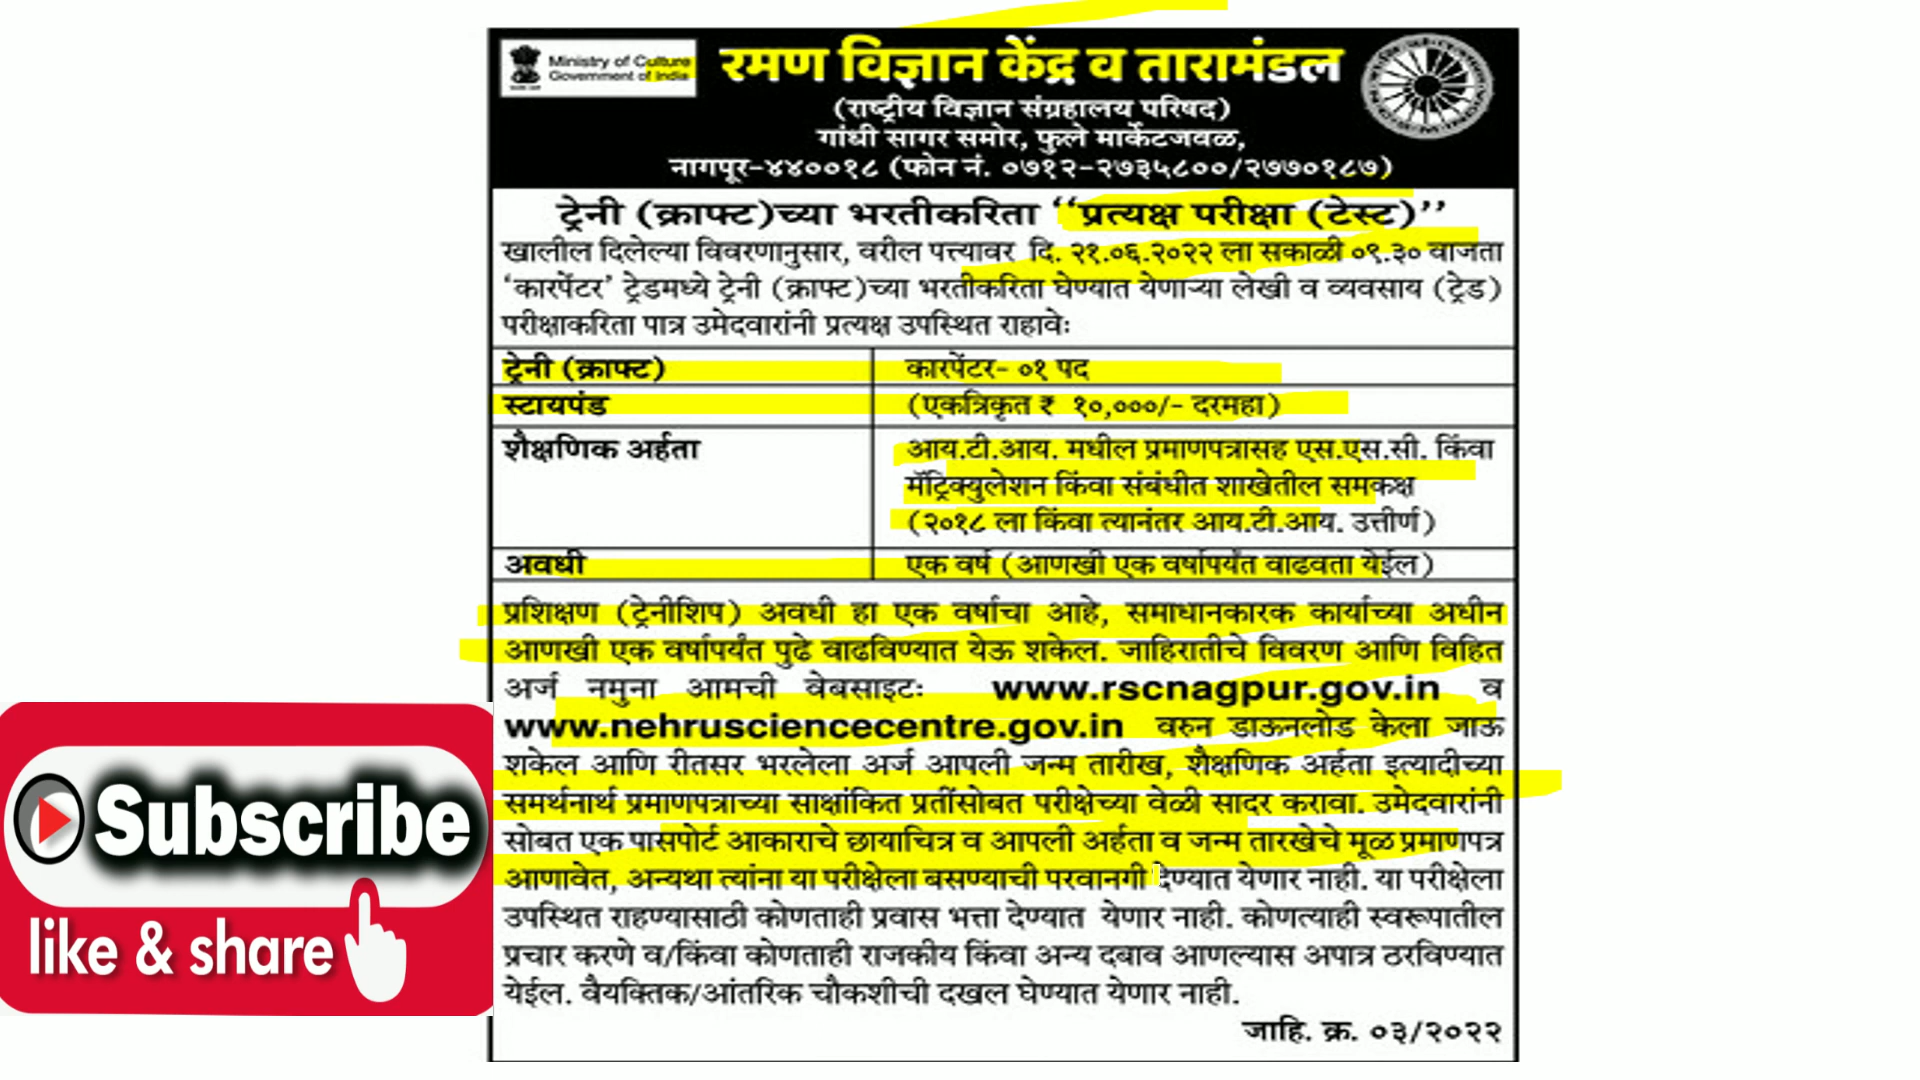 Ministry of Culture
Government of India
रमण विज्ञान केंद्र व तारामंडल
(राष्ट्रीय विज्ञान संग्रहालय परिषद)
गांधी सागर समोर, फुले मार्केटजवळ,
नागपूर-४४००१८ (फोन नं. ०७१२-२७३५८००/२७७०१८७)
ट्रेनी (क्राफ्ट)च्या भरतीकरिता ‘‘प्रत्यक्ष परीक्षा (टेस्ट)’’
खालील दिलेल्या विवरणानुसार, वरील पत्त्यावर दि. २१.०६.२०२२ ला सकाळी ०९.३० वाजता
‘कारपेंटर’ ट्रेडमध्ये ट्रेनी (क्राफ्ट)च्या भरतीकरिता घेण्यात येणाऱ्या लेखी व व्यवसाय (ट्रेड)
परीक्षाकरिता पात्र उमेदवारांनी प्रत्यक्ष उपस्थित राहावे:
ट्रेनी (क्राफ्ट) कारपेंटर- ०१ पद
स्टायपंड (एकत्रिकृत ₹ १०,०००/- दरमहा)
शैक्षणिक अर्हता आय.टी.आय. मधील प्रमाणपत्रासह एस.एस.सी. किंवा
मॅट्रिक्युलेशन किंवा संबंधीत शाखेतील समकक्ष
(२०१८ ला किंवा त्यानंतर आय.टी.आय. उत्तीर्ण)
अवधी एक वर्ष (आणखी एक वर्षापर्यंत वाढवता येईल)
प्रशिक्षण (ट्रेनीशिप) अवधी हा एक वर्षाचा आहे, समाधानकारक कार्याच्या अधीन
आणखी एक वर्षापर्यंत पुढे वाढविण्यात येऊ शकेल. जाहिरातीचे विवरण आणि विहित
अर्ज नमुना आमची वेबसाइट: www.rscnagpur.gov.in व
www.nehrusciencecentre.gov.in वरुन डाऊनलोड केला जाऊ
शकेल आणि रीतसर भरलेला अर्ज आपली जन्म तारीख, शैक्षणिक अर्हता इत्यादीच्या
समर्थनार्थ प्रमाणपत्राच्या साक्षांकित प्रतींसोबत परीक्षेच्या वेळी सादर करावा. उमेदवारांनी
सोबत एक पासपोर्ट आकाराचे छायाचित्र व आपली अर्हता व जन्म तारखेचे मूळ प्रमाणपत्र
आणावेत, अन्यथा त्यांना या परीक्षेला बसण्याची परवानगी देण्यात येणार नाही. या परीक्षेला
उपस्थित राहण्यासाठी कोणताही प्रवास भत्ता देण्यात येणार नाही. कोणत्याही स्वरूपातील
प्रचार करणे व/किंवा कोणताही राजकीय किंवा अन्य दबाव आणल्यास अपात्र ठरविण्यात
येईल. वैयक्तिक/आंतरिक चौकशीची दखल घेण्यात येणार नाही.
जाहि. क्र. ०३/२०२२
Subscribe
like & share